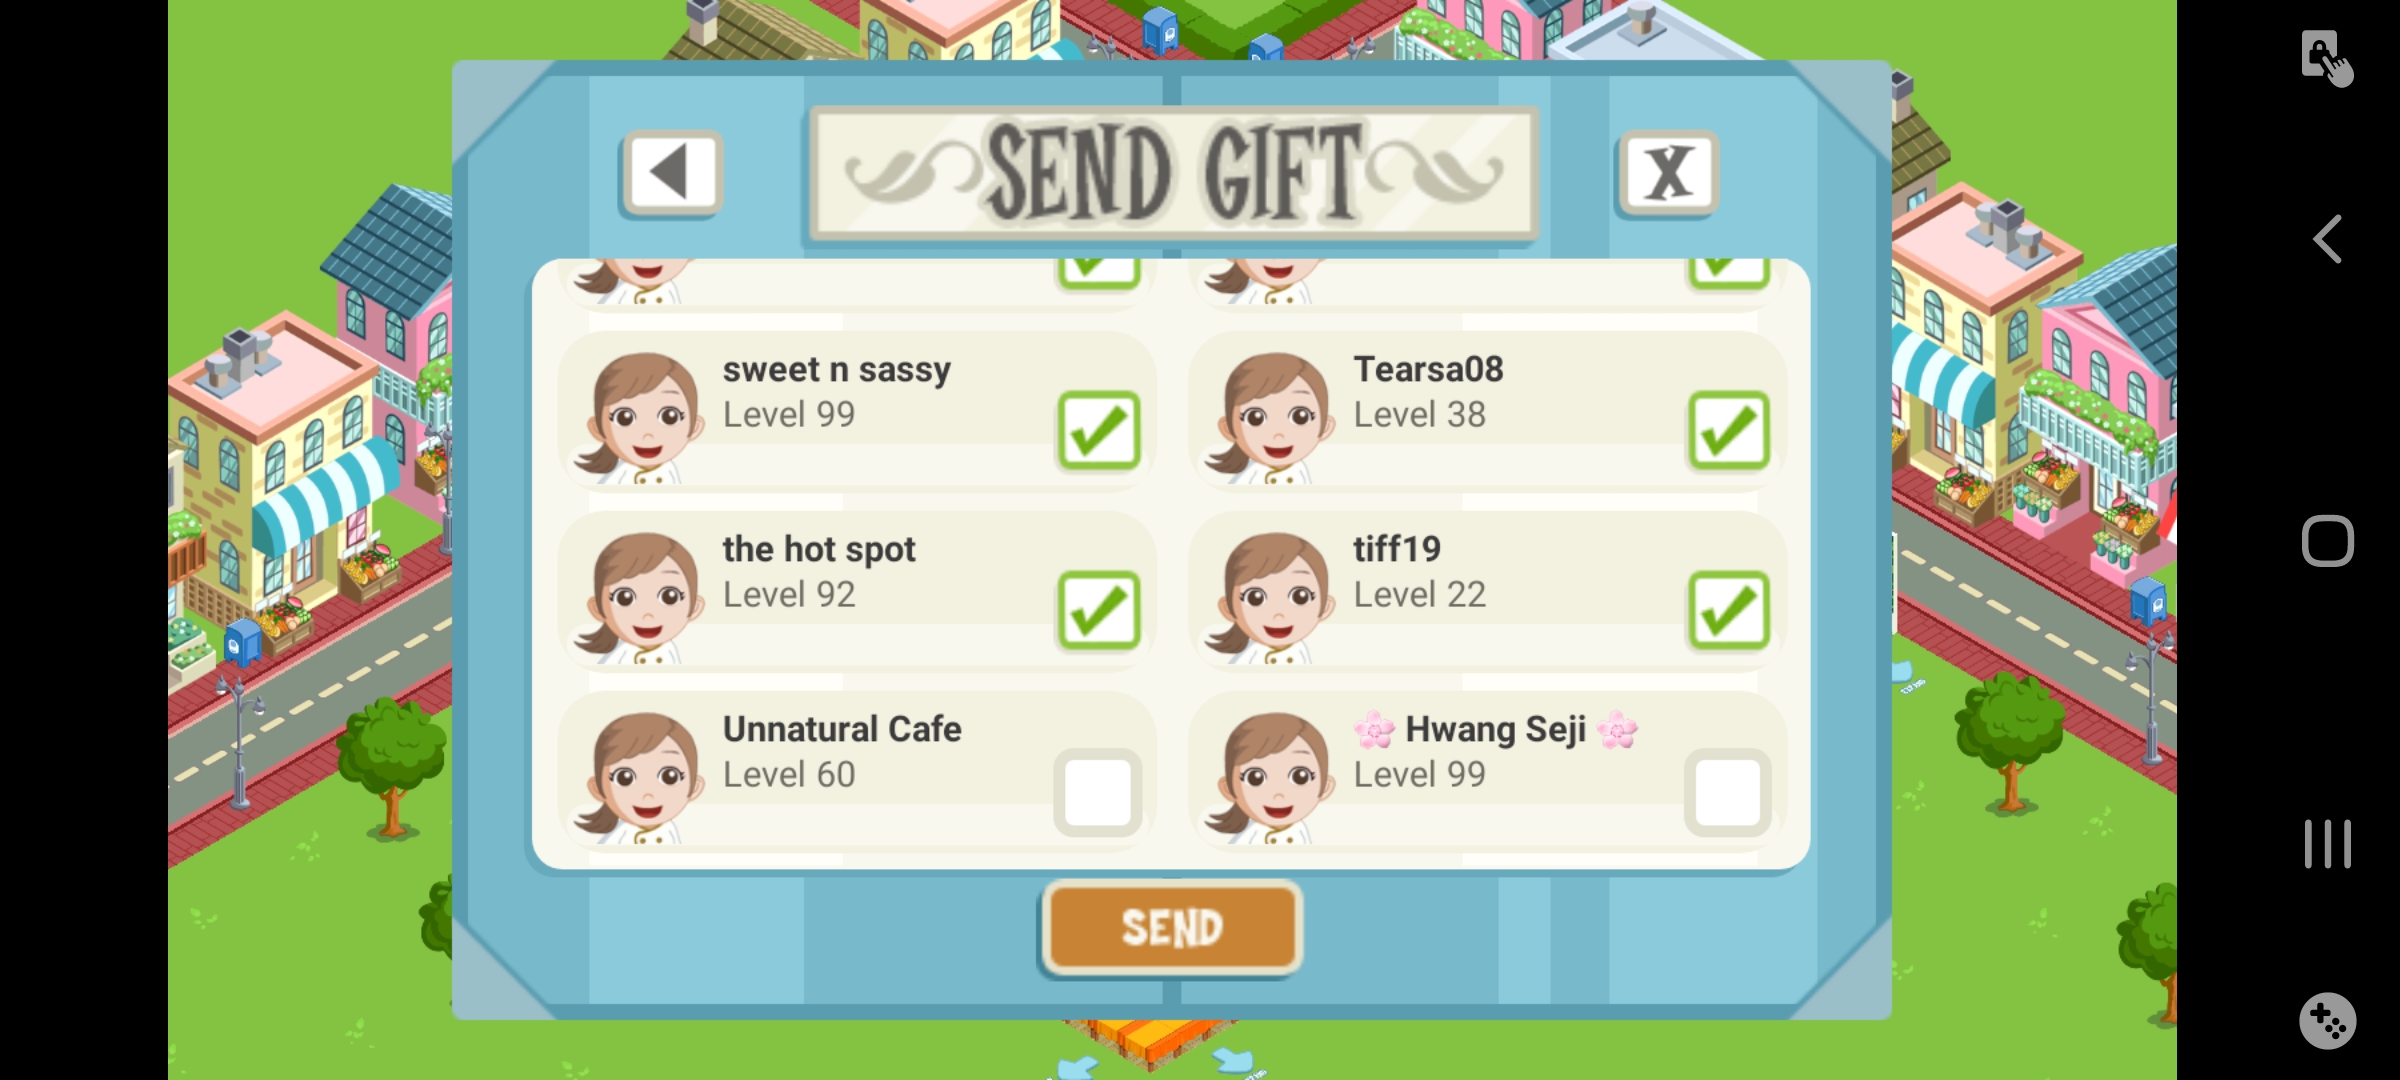 SEND GIFT
X
sweet n sassy
Level 99
Tearsa08
Level 38
the hot spot
Level 92
tiff19
Level 22
Unnatural Cafe
Level 60
🌸 Hwang Seji 🌸
Level 99
SEND